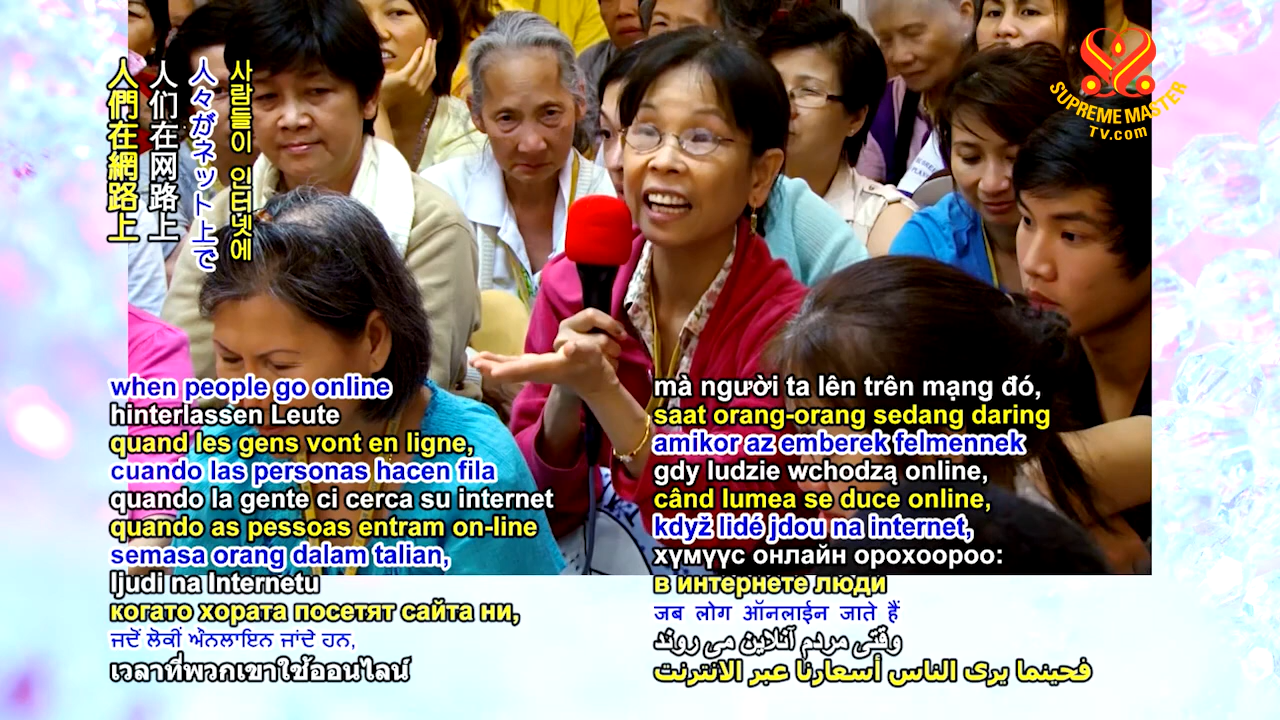 SUPREME MASTER
TV.com
人們在網路上
人们在网路上
人々がネット上で
사람들이 인터넷에
when people go online
hinterlassen Leute
quand les gens vont en ligne,
cuando las personas hacen fila
quando la gente ci cerca su internet
quando as pessoas entram on-line
semasa orang dalam talian,
ljudi na Internetu
когато хората посетят сайта ни,
ਜਦੋਂ ਲੋਕੀਂ ਔਨਲਾਇਨ ਜਾਂਦੇ ਹਨ,
เวลาที่พวกเขาใช้ออนไลน์
mà người ta lên trên mạng đó,
saat orang-orang sedang daring
amikor az emberek felmennek
gdy ludzie wchodzą online,
când lumea se duce online,
když lidé jdou na internet,
хүмүүс онлайн орохоороо:
в интернете люди
जब लोग ऑनलाईन जाते हैं
وقتی مردم آنلاین می روند
فحينما يرى الناس أسعارنا عبر الانترنت